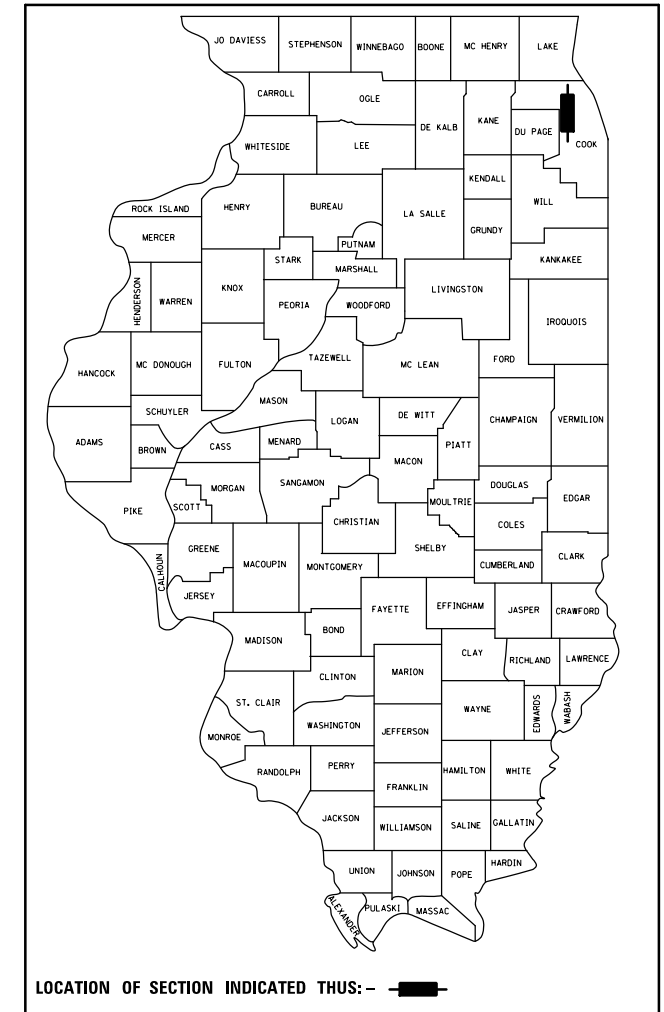 JO DAVIESS
STEPHENSON
WINNEBAGO
BOONE
MC HENRY
LAKE
CARROLL
OGLE
DE KALB
KANE
DU PAGE
COOK
WHITESIDE
LEE
KENDALL
WILL
ROCK ISLAND
HENRY
BUREAU
LA SALLE
GRUNDY
MERCER
PUTNAM
STARK
MARSHALL
KANKAKEE
HENDERSON
WARREN
KNOX
PEORIA
WOODFORD
LIVINGSTON
IROQUOIS
HANCOCK
MC DONOUGH
FULTON
TAZEWELL
MC LEAN
FORD
MASON
SCHUYLER
LOGAN
DE WITT
CHAMPAIGN
VERMILION
ADAMS
BROWN
CASS
MENARD
PIATT
MACON
MORGAN
SANGAMON
DOUGLAS
EDGAR
PIKE
SCOTT
CHRISTIAN
MOULTRIE
COLES
GREENE
MACOUPIN
MONTGOMERY
SHELBY
CLARK
CUMBERLAND
CALHOUN
JERSEY
FAYETTE
EFFINGHAM
JASPER
CRAWFORD
MADISON
BOND
CLAY
RICHLAND
LAWRENCE
CLINTON
MARION
ST. CLAIR
WAYNE
EDWARDS
WABASH
WASHINGTON
JEFFERSON
MONROE
RANDOLPH
PERRY
HAMILTON
WHITE
FRANKLIN
JACKSON
WILLIAMSON
SALINE
GALLATIN
UNION
JOHNSON
POPE
HARDIN
ALEXANDER
PULASKI
MASSAC
LOCATION OF SECTION INDICATED THUS: -